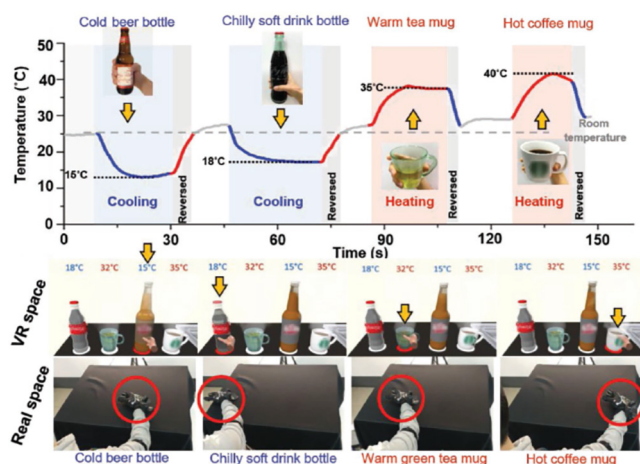 Cold beer bottle
Chilly soft drink bottle
Warm tea mug
Hot coffee mug
Temperature (°C)
50
40
30
20
10
0
15°C
18°C
35°C
40°C
Room
temperature
Cooling
Reversed
Cooling
Reversed
Heating
Reversed
Heating
Reversed
0
30
60
90
120
150
Time (s)
VR space
18°C 32°C 15°C 35°C
18°C 32°C 15°C 35°C
18°C 32°C 15°C 35°C
18°C 32°C 15°C 35°C
Real space
Cold beer bottle
Chilly soft drink bottle
Warm green tea mug
Hot coffee mug